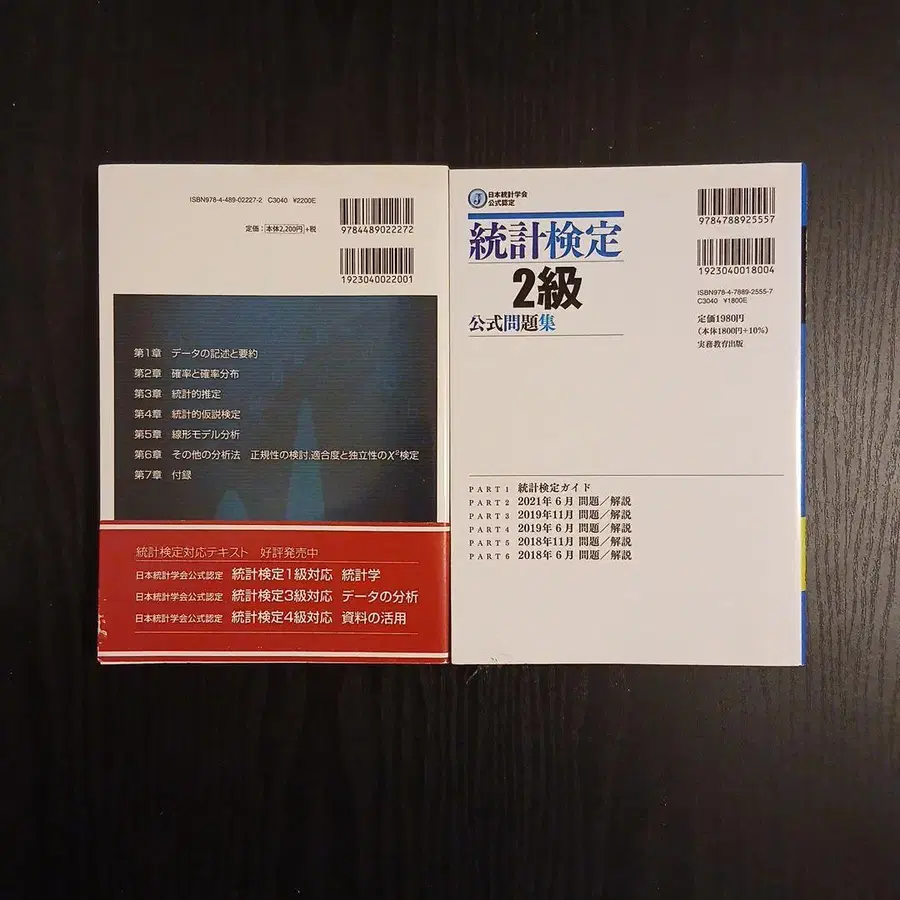 ISBN978-4-489-02227-2 C3040 ¥2200E
定価：本体2,200円+税
9784489022272
1923040022001
第1章 データの記述と要約
第2章 確率と確率分布
第3章 統計的推定
第4章 統計的仮説検定
第5章 線形モデル分析
第6章 その他の分析法 正規性の検討,適合度と独立性のχ²検定
第7章 付録
統計検定対応テキスト 好評発売中
日本統計学会公式認定 統計検定1級対応 統計学
日本統計学会公式認定 統計検定3級対応 データの分析
日本統計学会公式認定 統計検定4級対応 資料の活用
日本統計学会
公式認定
統計検定
2級
公式問題集
9784788925557
1923040018004
ISBN978-4-7889-2555-7
C3040 ¥1800E
定価1980円
（本体1800円+10%）
実務教育出版
PART1 統計検定ガイド
PART2 2021年6月 問題／解説
PART3 2019年11月 問題／解説
PART4 2019年6月 問題／解説
PART5 2018年11月 問題／解説
PART6 2018年6月 問題／解説